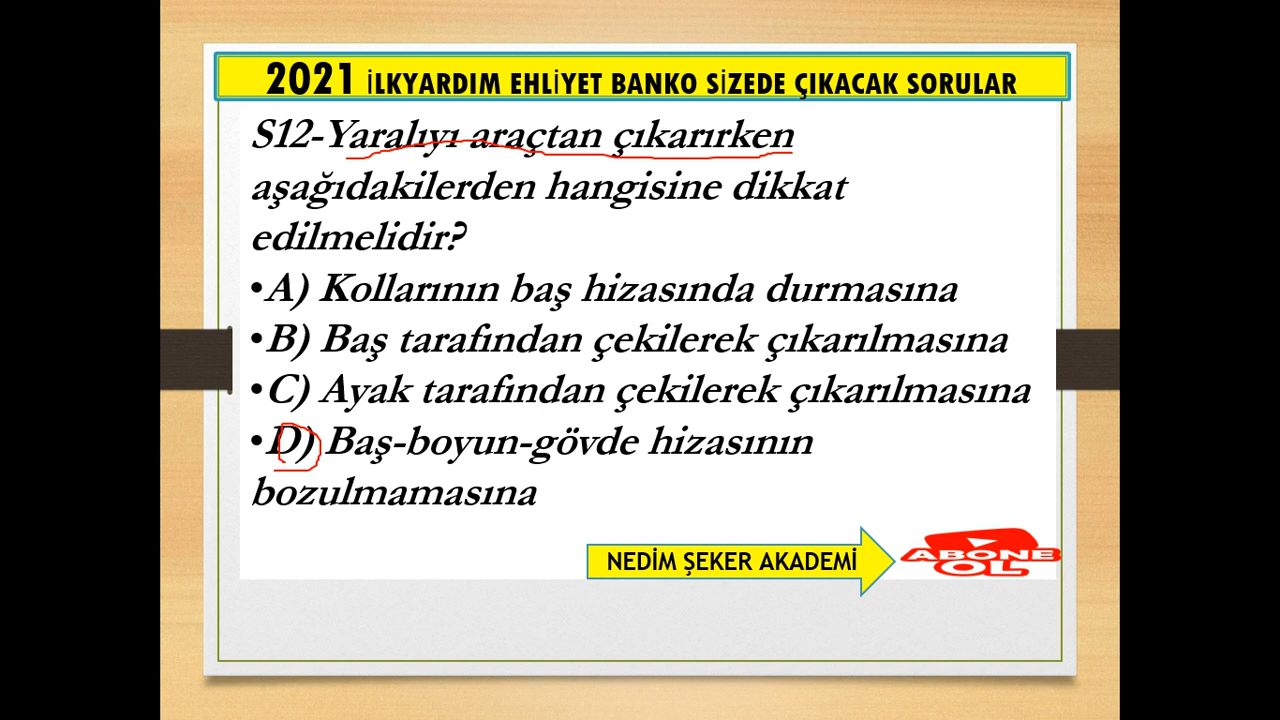 2021 İLKYARDIM EHLİYET BANKO SİZEDE ÇIKACAK SORULAR
S12-Yaralıyı araçtan çıkarırken
aşağıdakilerden hangisine dikkat
edilmelidir?
•A) Kollarının baş hizasında durmasına
•B) Baş tarafından çekilerek çıkarılmasına
•C) Ayak tarafından çekilerek çıkarılmasına
•D) Baş-boyun-gövde hizasının
bozulmamasına
NEDİM ŞEKER AKADEMİ
ABONE
OL